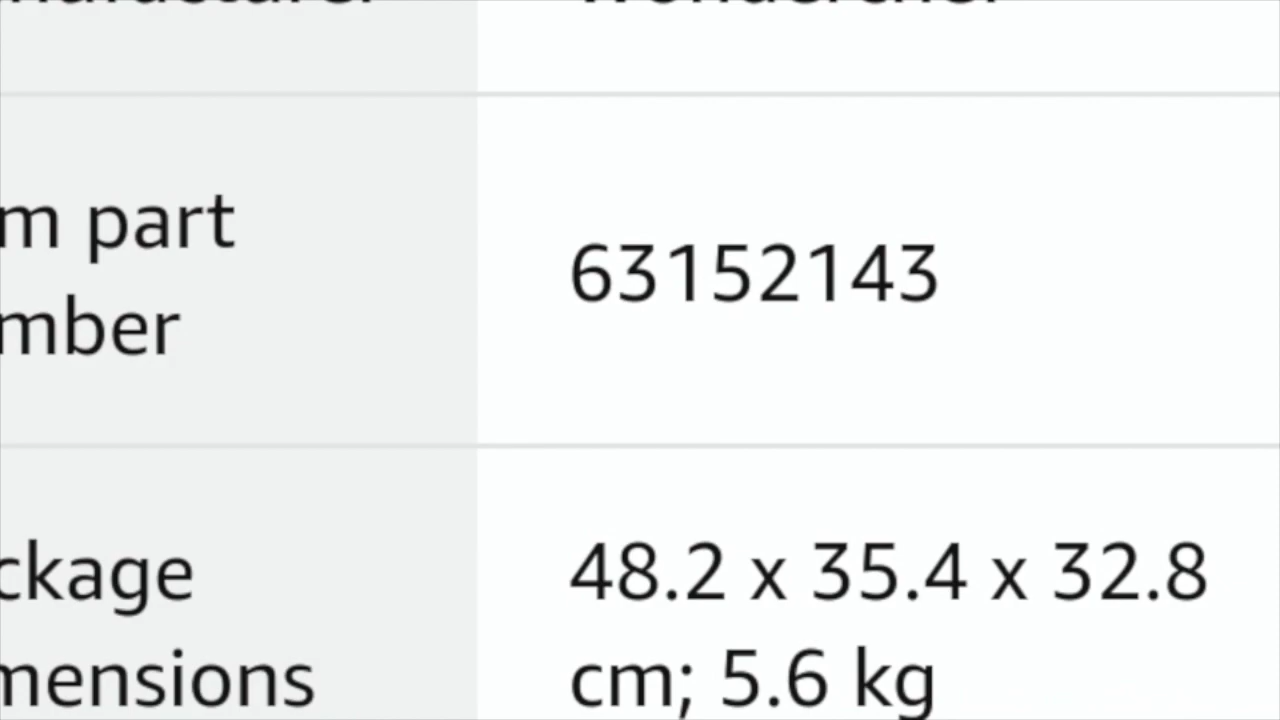 m part
mber
63152143
ckage
mensions
48.2 x 35.4 x 32.8
cm; 5.6 kg